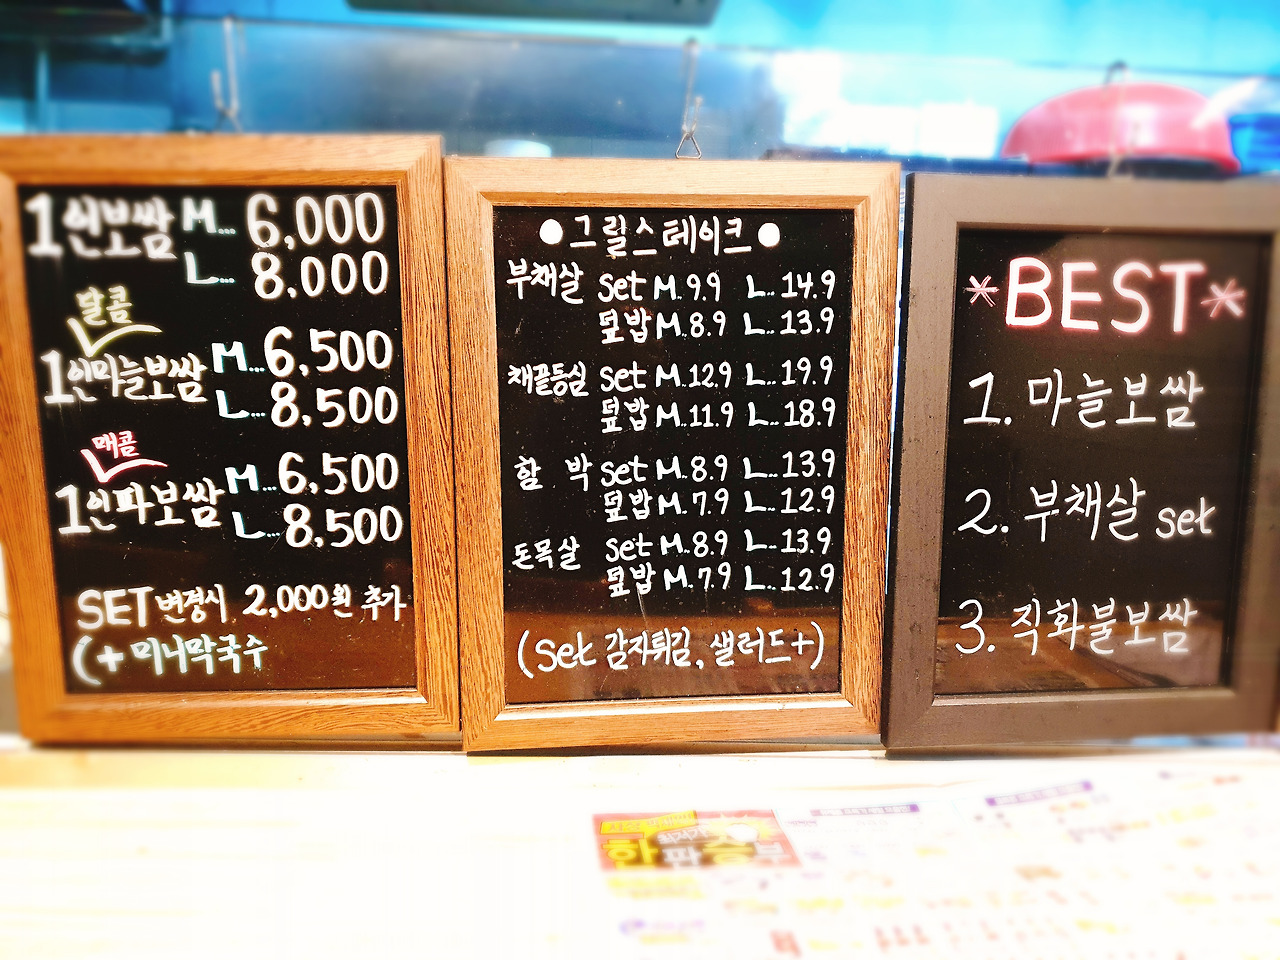 1인보쌈 M... 6,000
L... 8,000
달콤
1인마늘보쌈 M... 6,500
L... 8,500
매콤
1인파보쌈 M... 6,500
L... 8,500
SET변경시 2,000원 추가
(+ 미니막국수
● 그릴스테이크 ●
부채살 set M..9.9 L..14.9
덮밥 M..8.9 L..13.9
채끝등심 set M..12.9 L..19.9
덮밥 M..11.9 L..18.9
함 박 set M..8.9 L..13.9
덮밥 M..7.9 L..12.9
돈목살 set M..8.9 L..13.9
덮밥 M..7.9 L..12.9
(set 감자튀김, 샐러드+)
*BEST*
1. 마늘보쌈
2. 부채살 set
3. 직화불보쌈